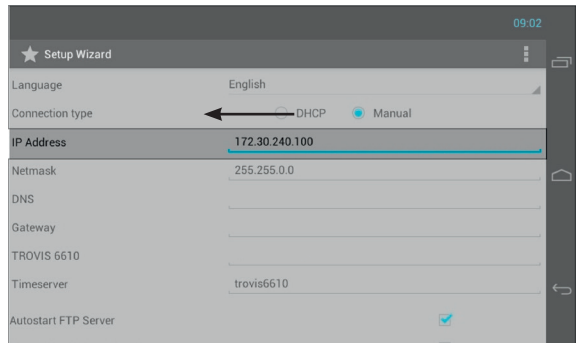 09:02
Setup Wizard
Language English
Connection type DHCP Manual
IP Address 172.30.240.100
Netmask 255.255.0.0
DNS
Gateway
TROVIS 6610
Timeserver trovis6610
Autostart FTP Server